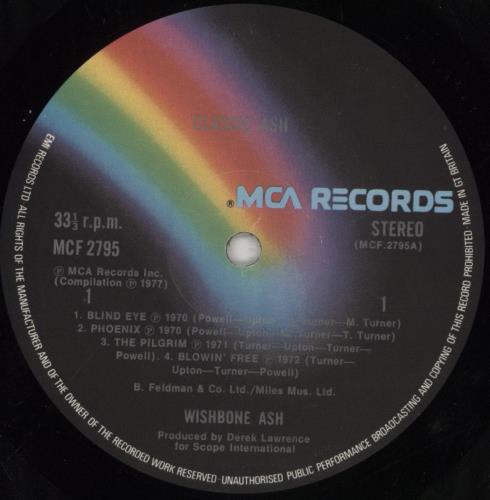 CLASSIC ASH
®MCA RECORDS
33⅓ r.p.m.
MCF 2795
STEREO
(MCF.2795A)
℗ MCA Records Inc.
(Compilation ℗ 1977)
1
1
1. BLIND EYE ℗ 1970 (Powell— Turner—M. Turner)
2. PHOENIX ℗ 1970 (Powell—Upton— Turner—T. Turner)
3. THE PILGRIM ℗ 1971 (Turner—Upton—Turner—
Powell). 4. BLOWIN' FREE ℗ 1972 (Turner—
Upton—Turner—Powell)
B. Feldman & Co. Ltd./Miles Mus. Ltd.
WISHBONE ASH
Produced by Derek Lawrence
for Scope International
EMI RECORDS LTD ALL RIGHTS OF THE MANUFACTURER AND OF THE OWNER OF THE RECORDED WORK RESERVED·UNAUTHORISED PUBLIC PERFORMANCE BROADCASTING AND COPYING OF THIS RECORD PROHIBITED·MADE IN GT BRITAIN